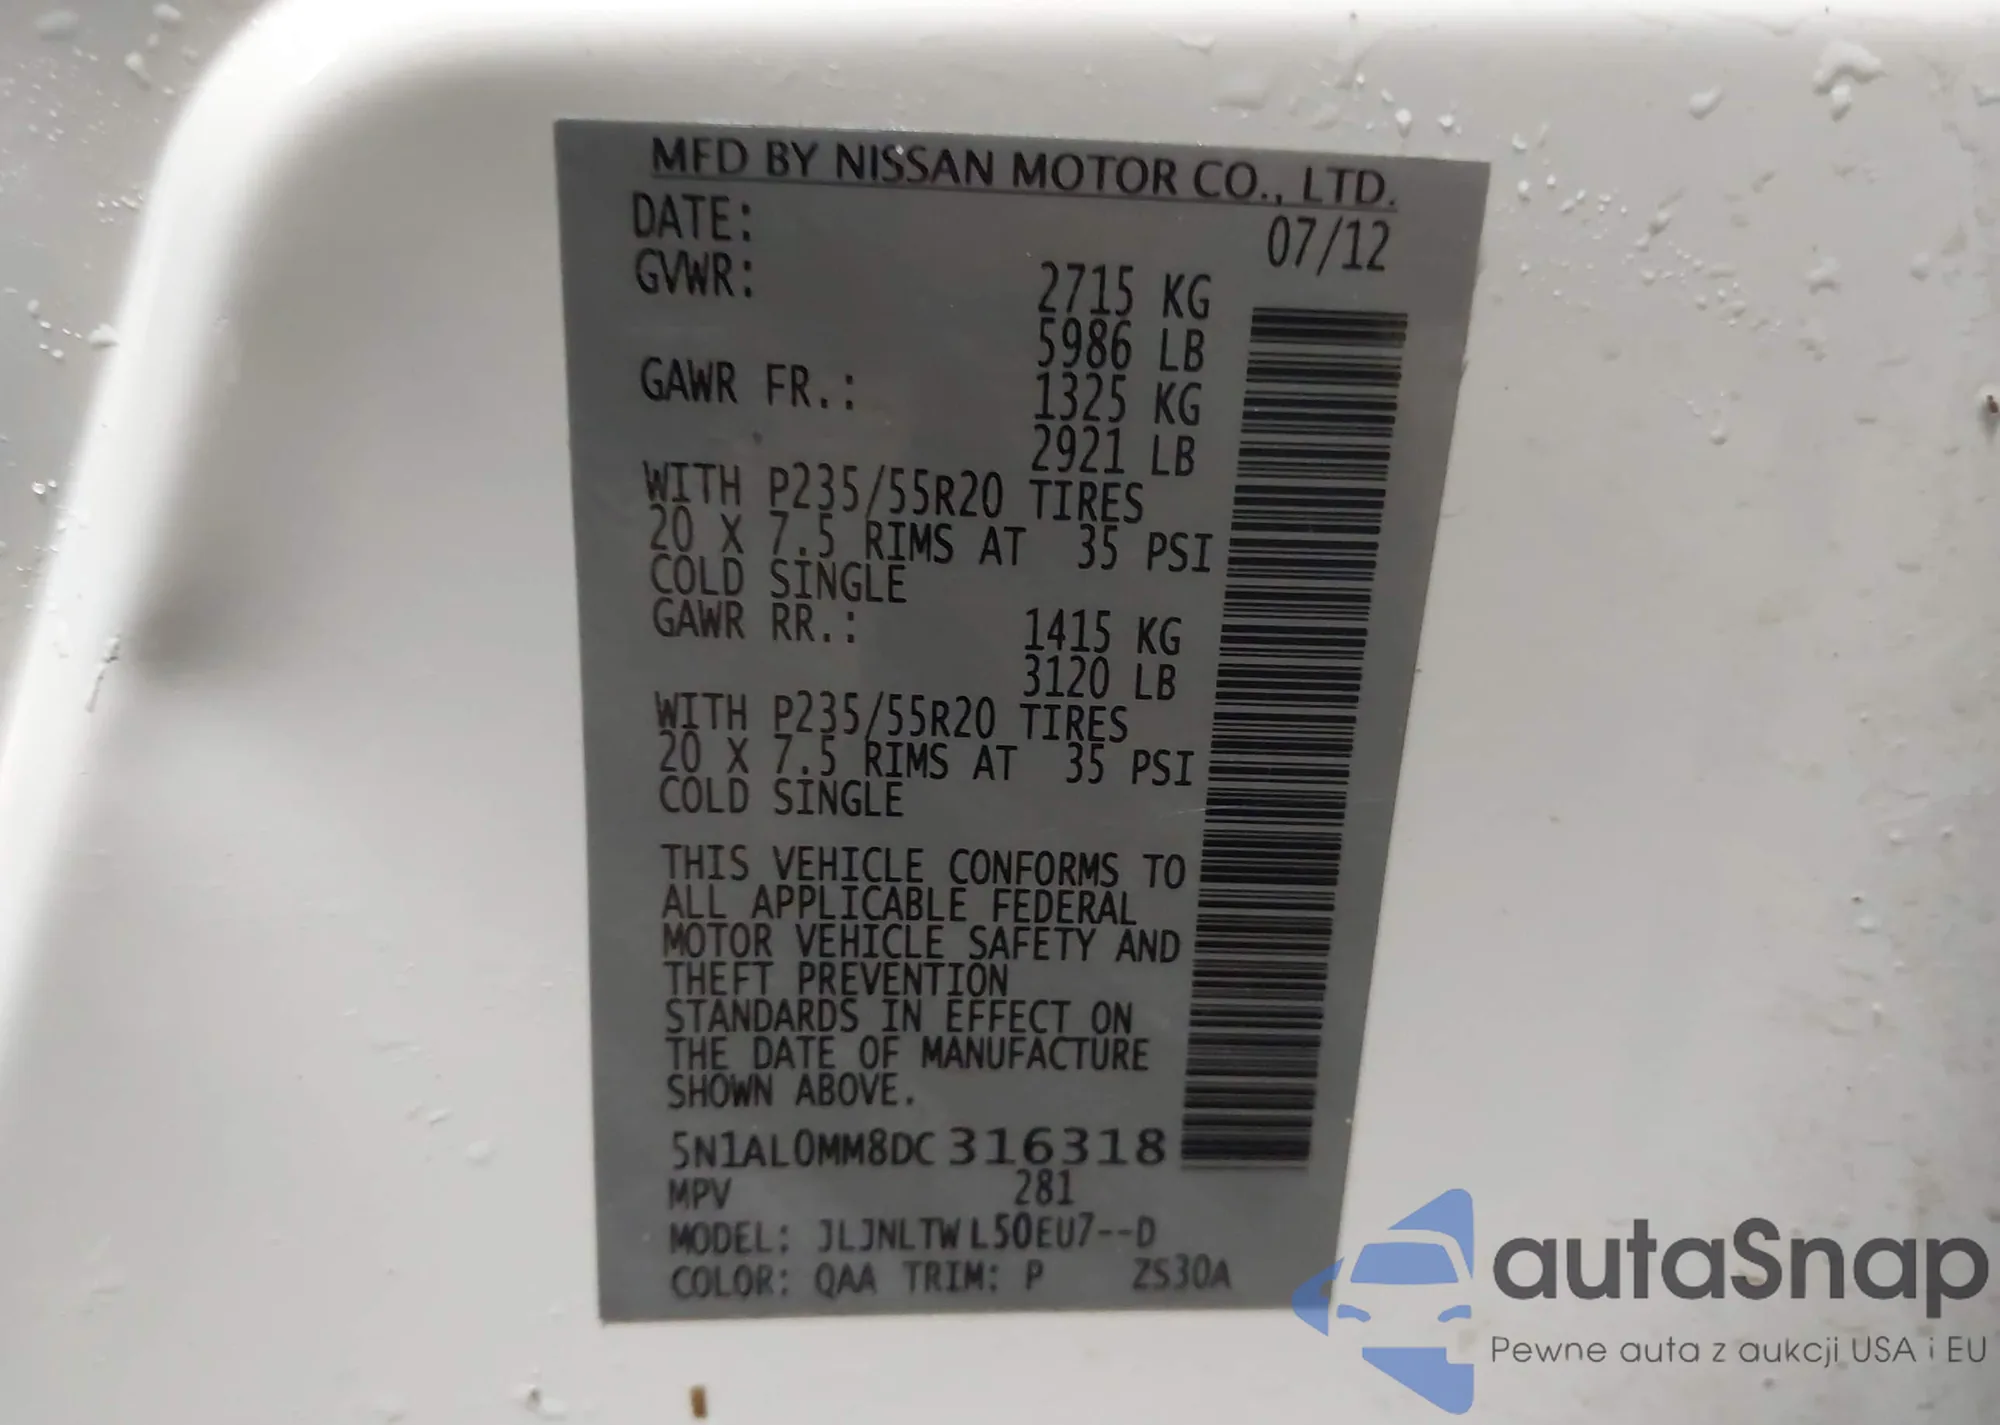 MFD BY NISSAN MOTOR CO., LTD.
DATE: 07/12
GVWR: 2715 KG
5986 LB
GAWR FR.: 1325 KG
2921 LB
WITH P235/55R20 TIRES
20 X 7.5 RIMS AT 35 PSI
COLD SINGLE
GAWR RR.: 1415 KG
3120 LB
WITH P235/55R20 TIRES
20 X 7.5 RIMS AT 35 PSI
COLD SINGLE
THIS VEHICLE CONFORMS TO
ALL APPLICABLE FEDERAL
MOTOR VEHICLE SAFETY AND
THEFT PREVENTION
STANDARDS IN EFFECT ON
THE DATE OF MANUFACTURE
SHOWN ABOVE.
5N1AL0MM8DC316318
MPV 281
MODEL: JLJNLTWL50EU7--D
COLOR: QAA TRIM: P ZS30A
autaSnap
Pewne auta z aukcji USA i EU